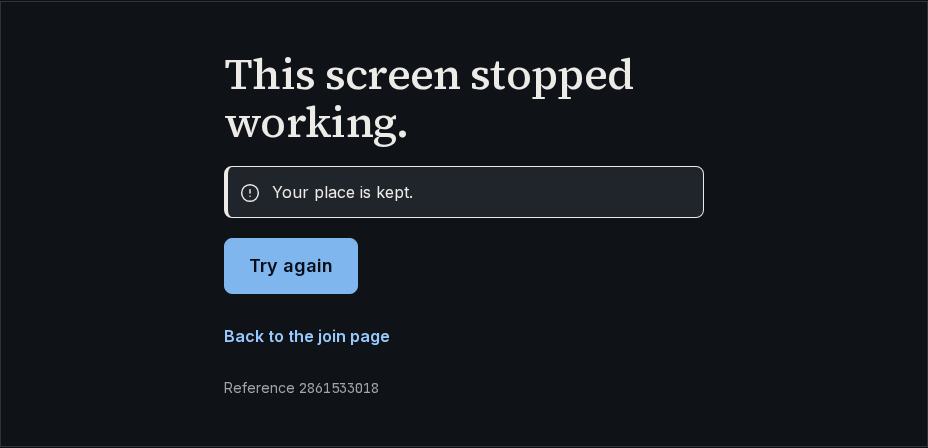 This screen stopped
working.
Your place is kept.
Try again
Back to the join page
Reference 2861533018